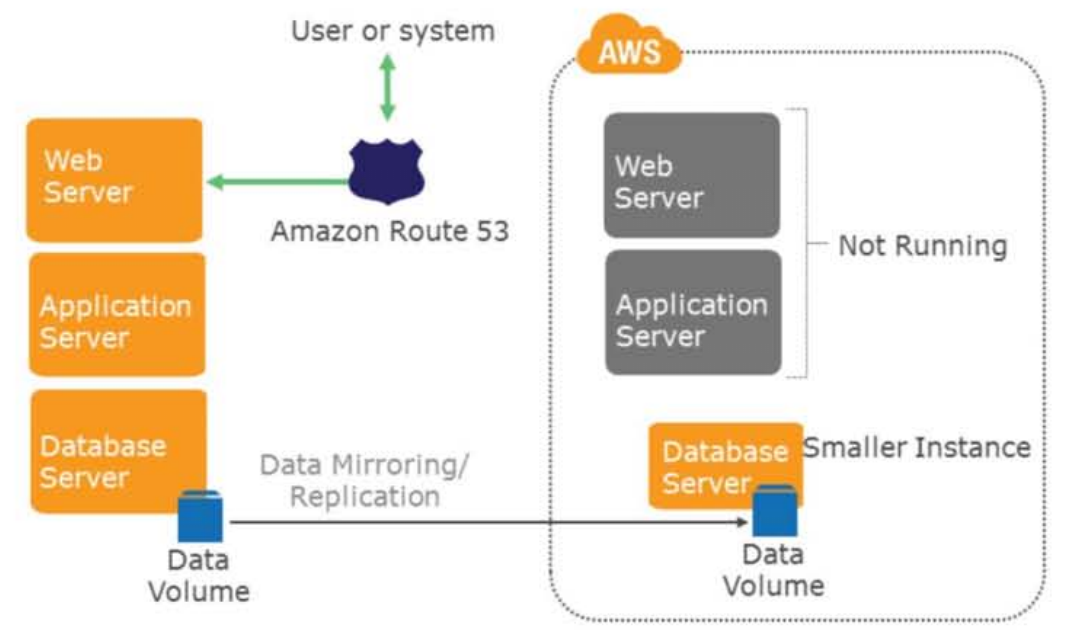 User or system
AWS
Web
Server
Amazon Route 53
Web
Server
Not Running
Application
Server
Application
Server
Database
Server
Data Mirroring/
Replication
Database
Server
Smaller Instance
Data
Volume
Data
Volume